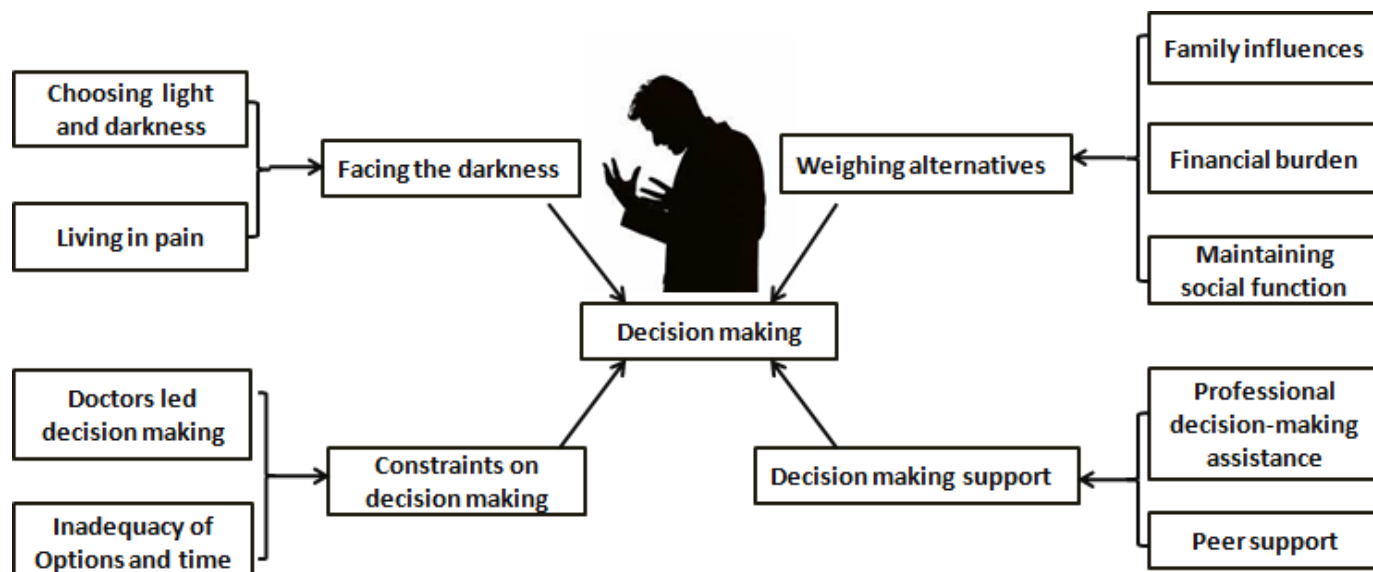 Choosing light
and darkness
Living in pain
Facing the darkness
Family influences
Financial burden
Maintaining
social function
Weighing alternatives
Decision making
Doctors led
decision making
Inadequacy of
Options and time
Constraints on
decision making
Professional
decision-making
assistance
Peer support
Decision making support